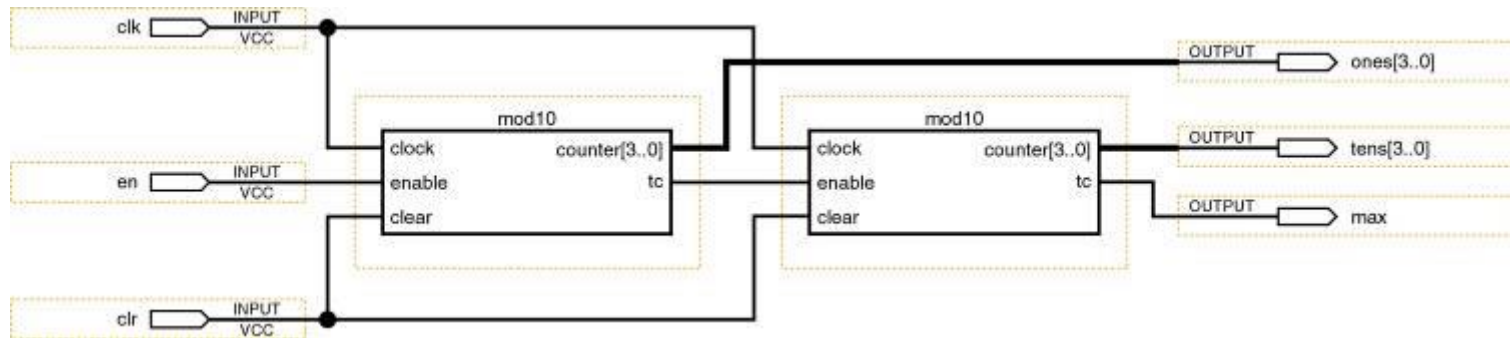 clk INPUT VCC
OUTPUT ones[3..0]
mod10 mod10
clock counter[3..0] clock counter[3..0] OUTPUT tens[3..0]
en INPUT VCC enable tc enable tc
clear clear OUTPUT max
clr INPUT VCC